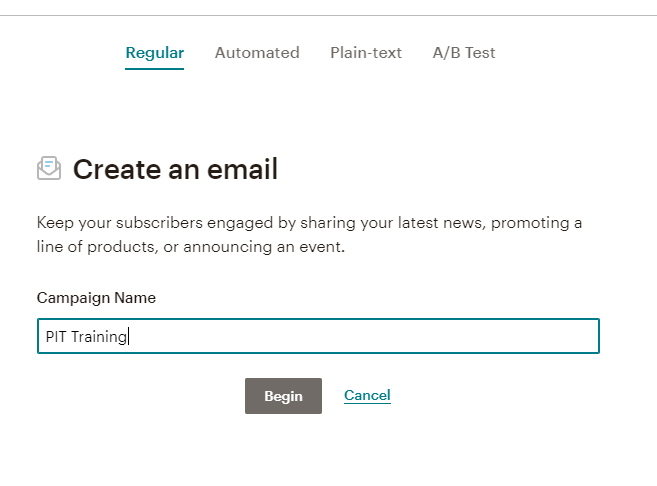 Regular Automated Plain-text A/B Test
Create an email
Keep your subscribers engaged by sharing your latest news, promoting a
line of products, or announcing an event.
Campaign Name
PIT Training
Begin Cancel